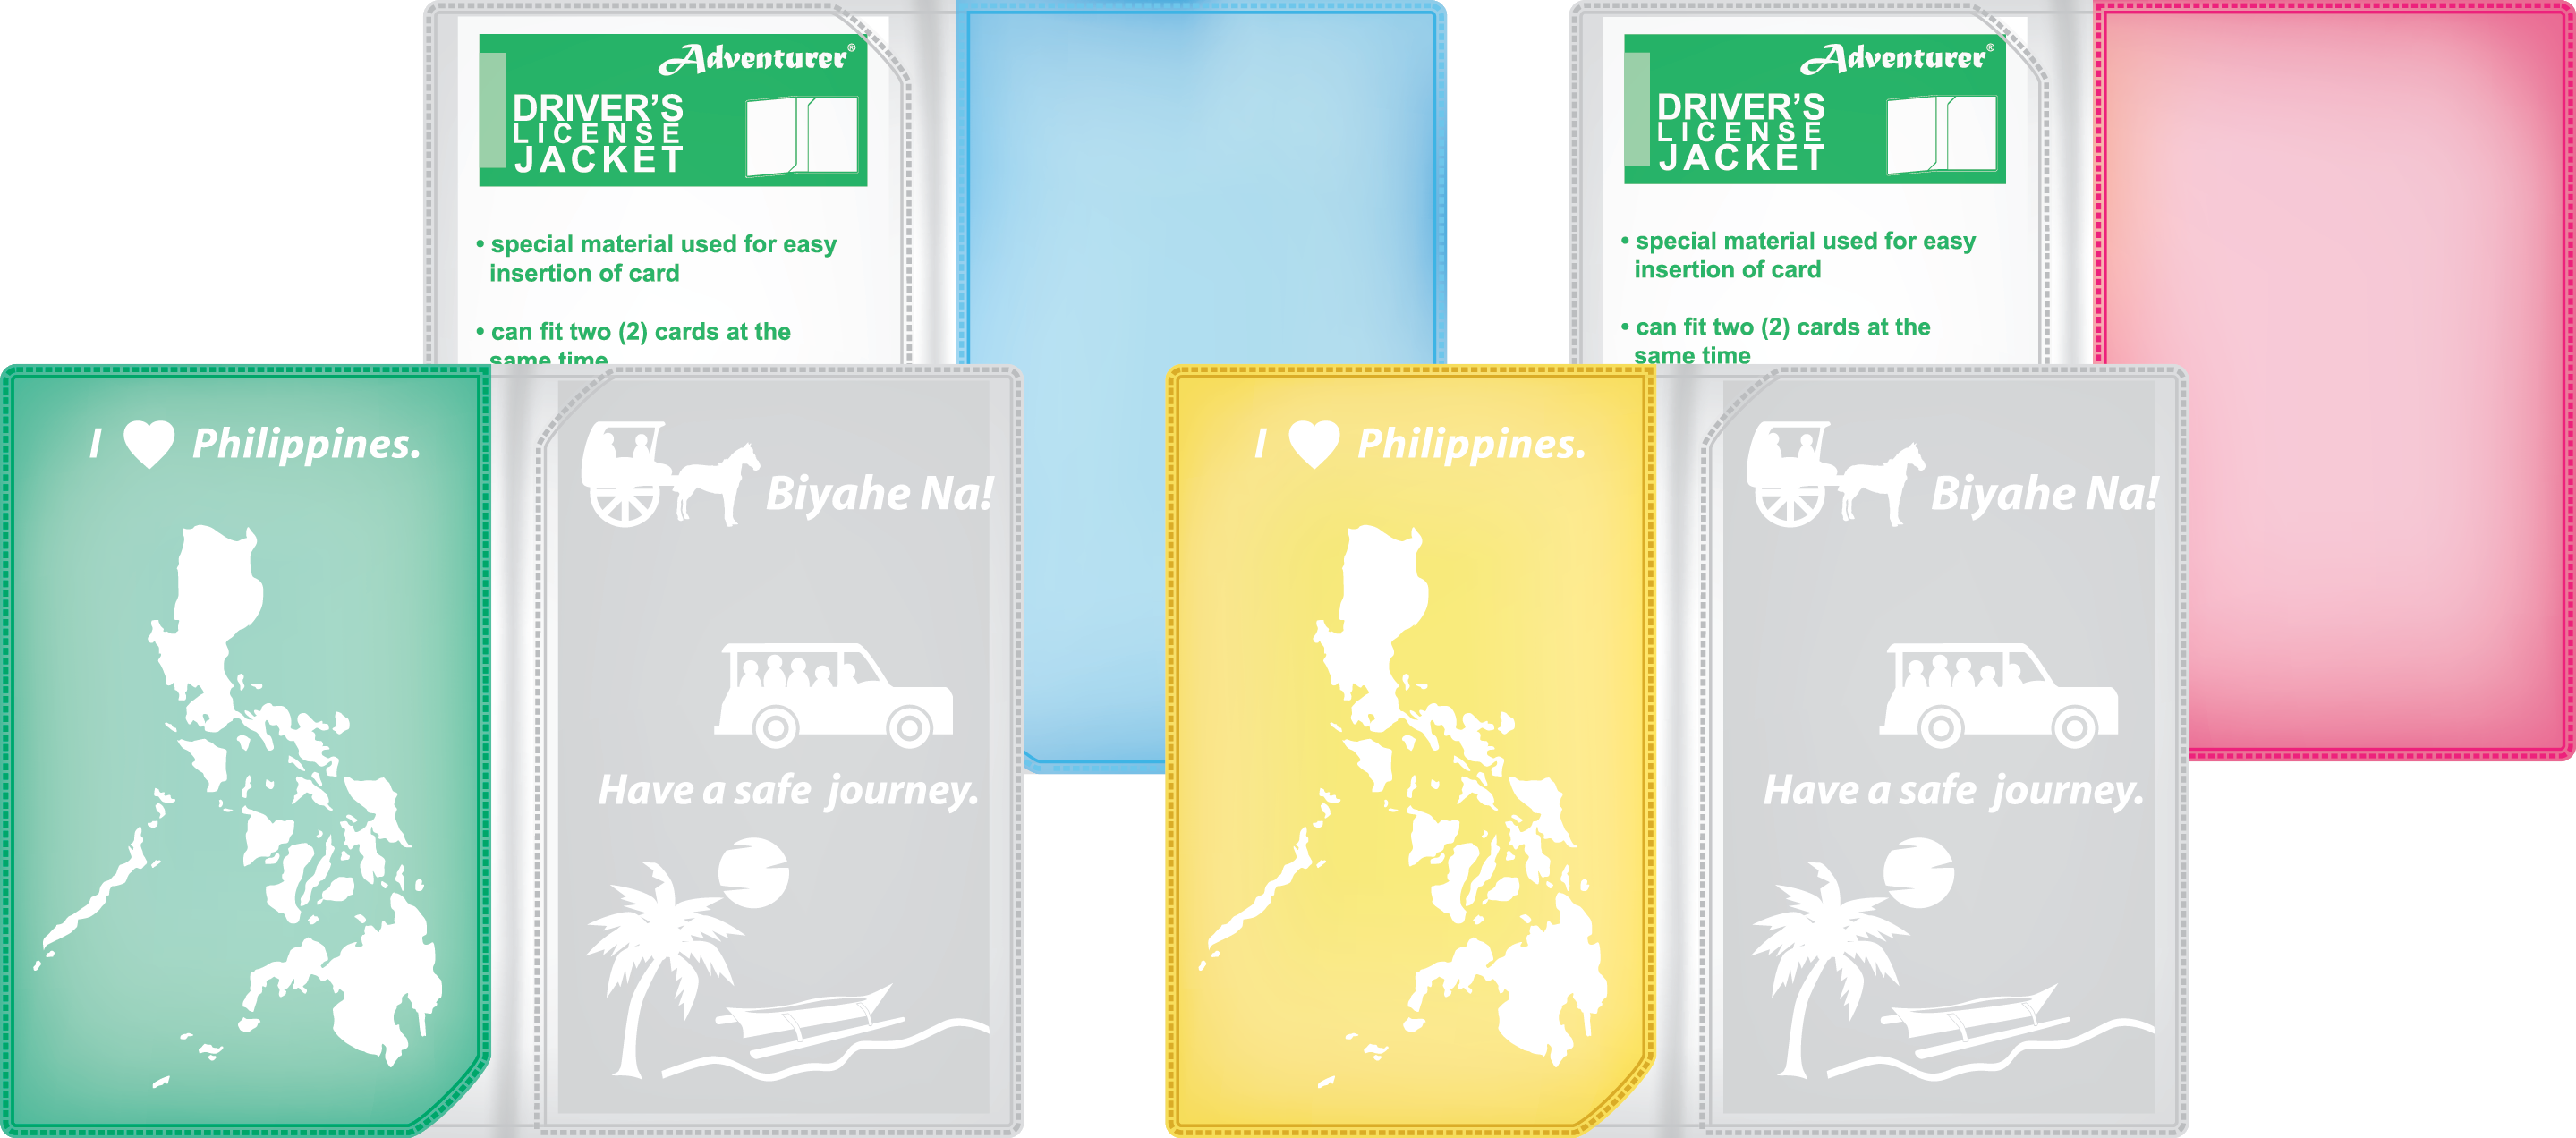 Adventurer®
DRIVER'S
LICENSE
JACKET
• special material used for easy
insertion of card
• can fit two (2) cards at the
same time
Adventurer®
DRIVER'S
LICENSE
JACKET
• special material used for easy
insertion of card
• can fit two (2) cards at the
same time
I ♥ Philippines.
Biyahe Na!
Have a safe journey.
I ♥ Philippines.
Biyahe Na!
Have a safe journey.